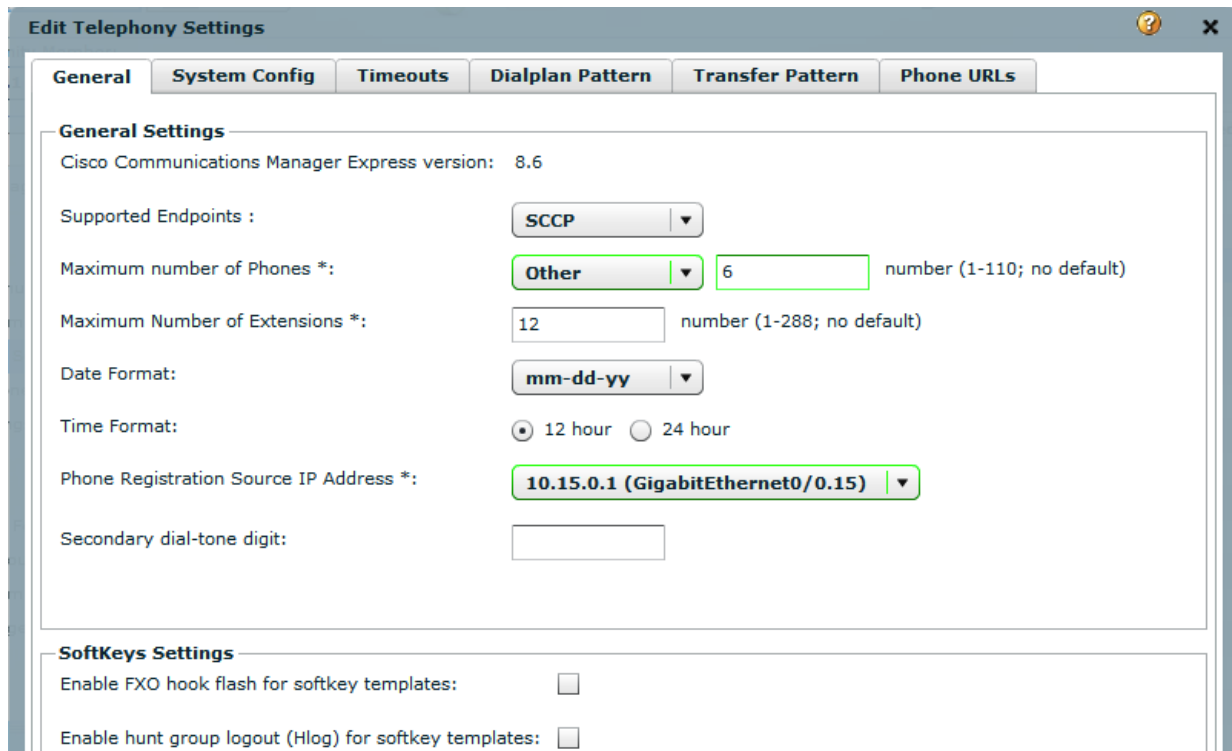 Edit Telephony Settings
General System Config Timeouts Dialplan Pattern Transfer Pattern Phone URLs
General Settings
Cisco Communications Manager Express version: 8.6
Supported Endpoints : SCCP
Maximum number of Phones *: Other 6 number (1-110; no default)
Maximum Number of Extensions *: 12 number (1-288; no default)
Date Format: mm-dd-yy
Time Format: 12 hour 24 hour
Phone Registration Source IP Address *: 10.15.0.1 (GigabitEthernet0/0.15)
Secondary dial-tone digit:
SoftKeys Settings
Enable FXO hook flash for softkey templates:
Enable hunt group logout (Hlog) for softkey templates: